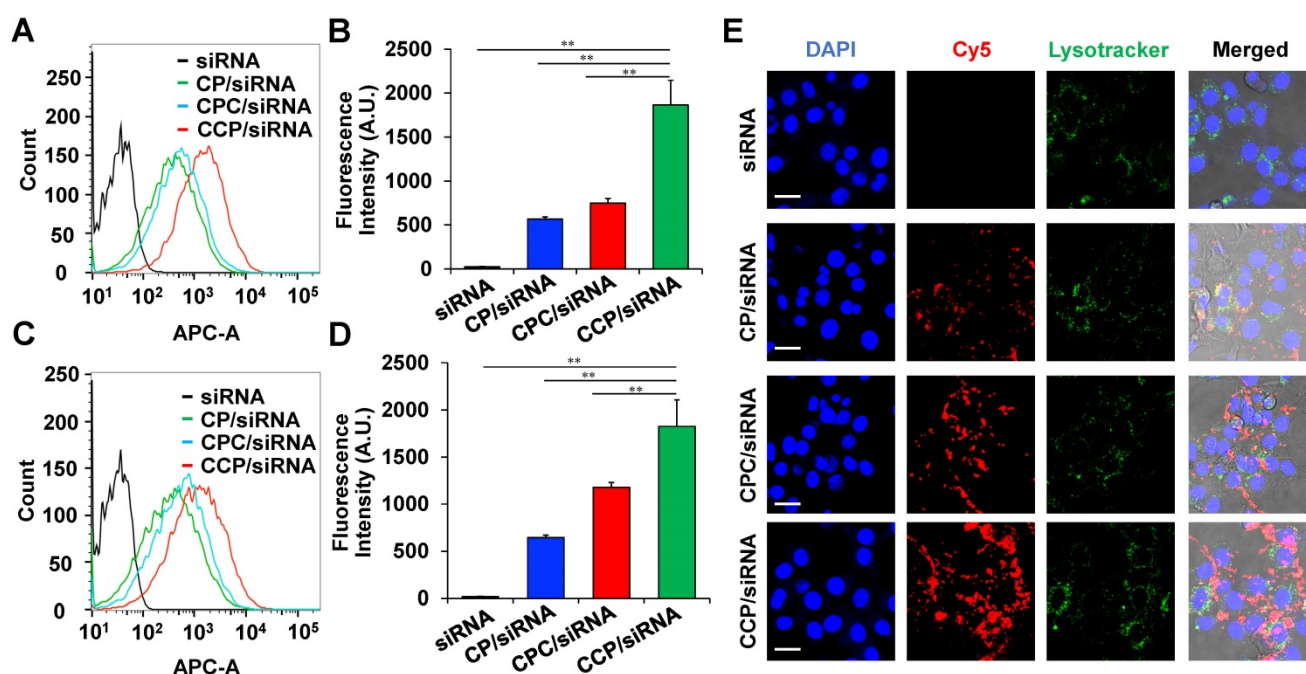 A
siRNA
CP/siRNA
CPC/siRNA
CCP/siRNA
250
200
150
100
50
0
Count
10¹ 10² 10³ 10⁴ 10⁵
APC-A
B
**
**
**
2500
2000
1500
1000
500
0
Fluorescence
Intensity (A.U.)
siRNA CP/siRNA CPC/siRNA CCP/siRNA
C
siRNA
CP/siRNA
CPC/siRNA
CCP/siRNA
250
200
150
100
50
0
Count
10¹ 10² 10³ 10⁴ 10⁵
APC-A
D
**
**
**
2500
2000
1500
1000
500
0
Fluorescence
Intensity (A.U.)
siRNA CP/siRNA CPC/siRNA CCP/siRNA
E
DAPI Cy5 Lysotracker Merged
siRNA
CP/siRNA
CPC/siRNA
CCP/siRNA